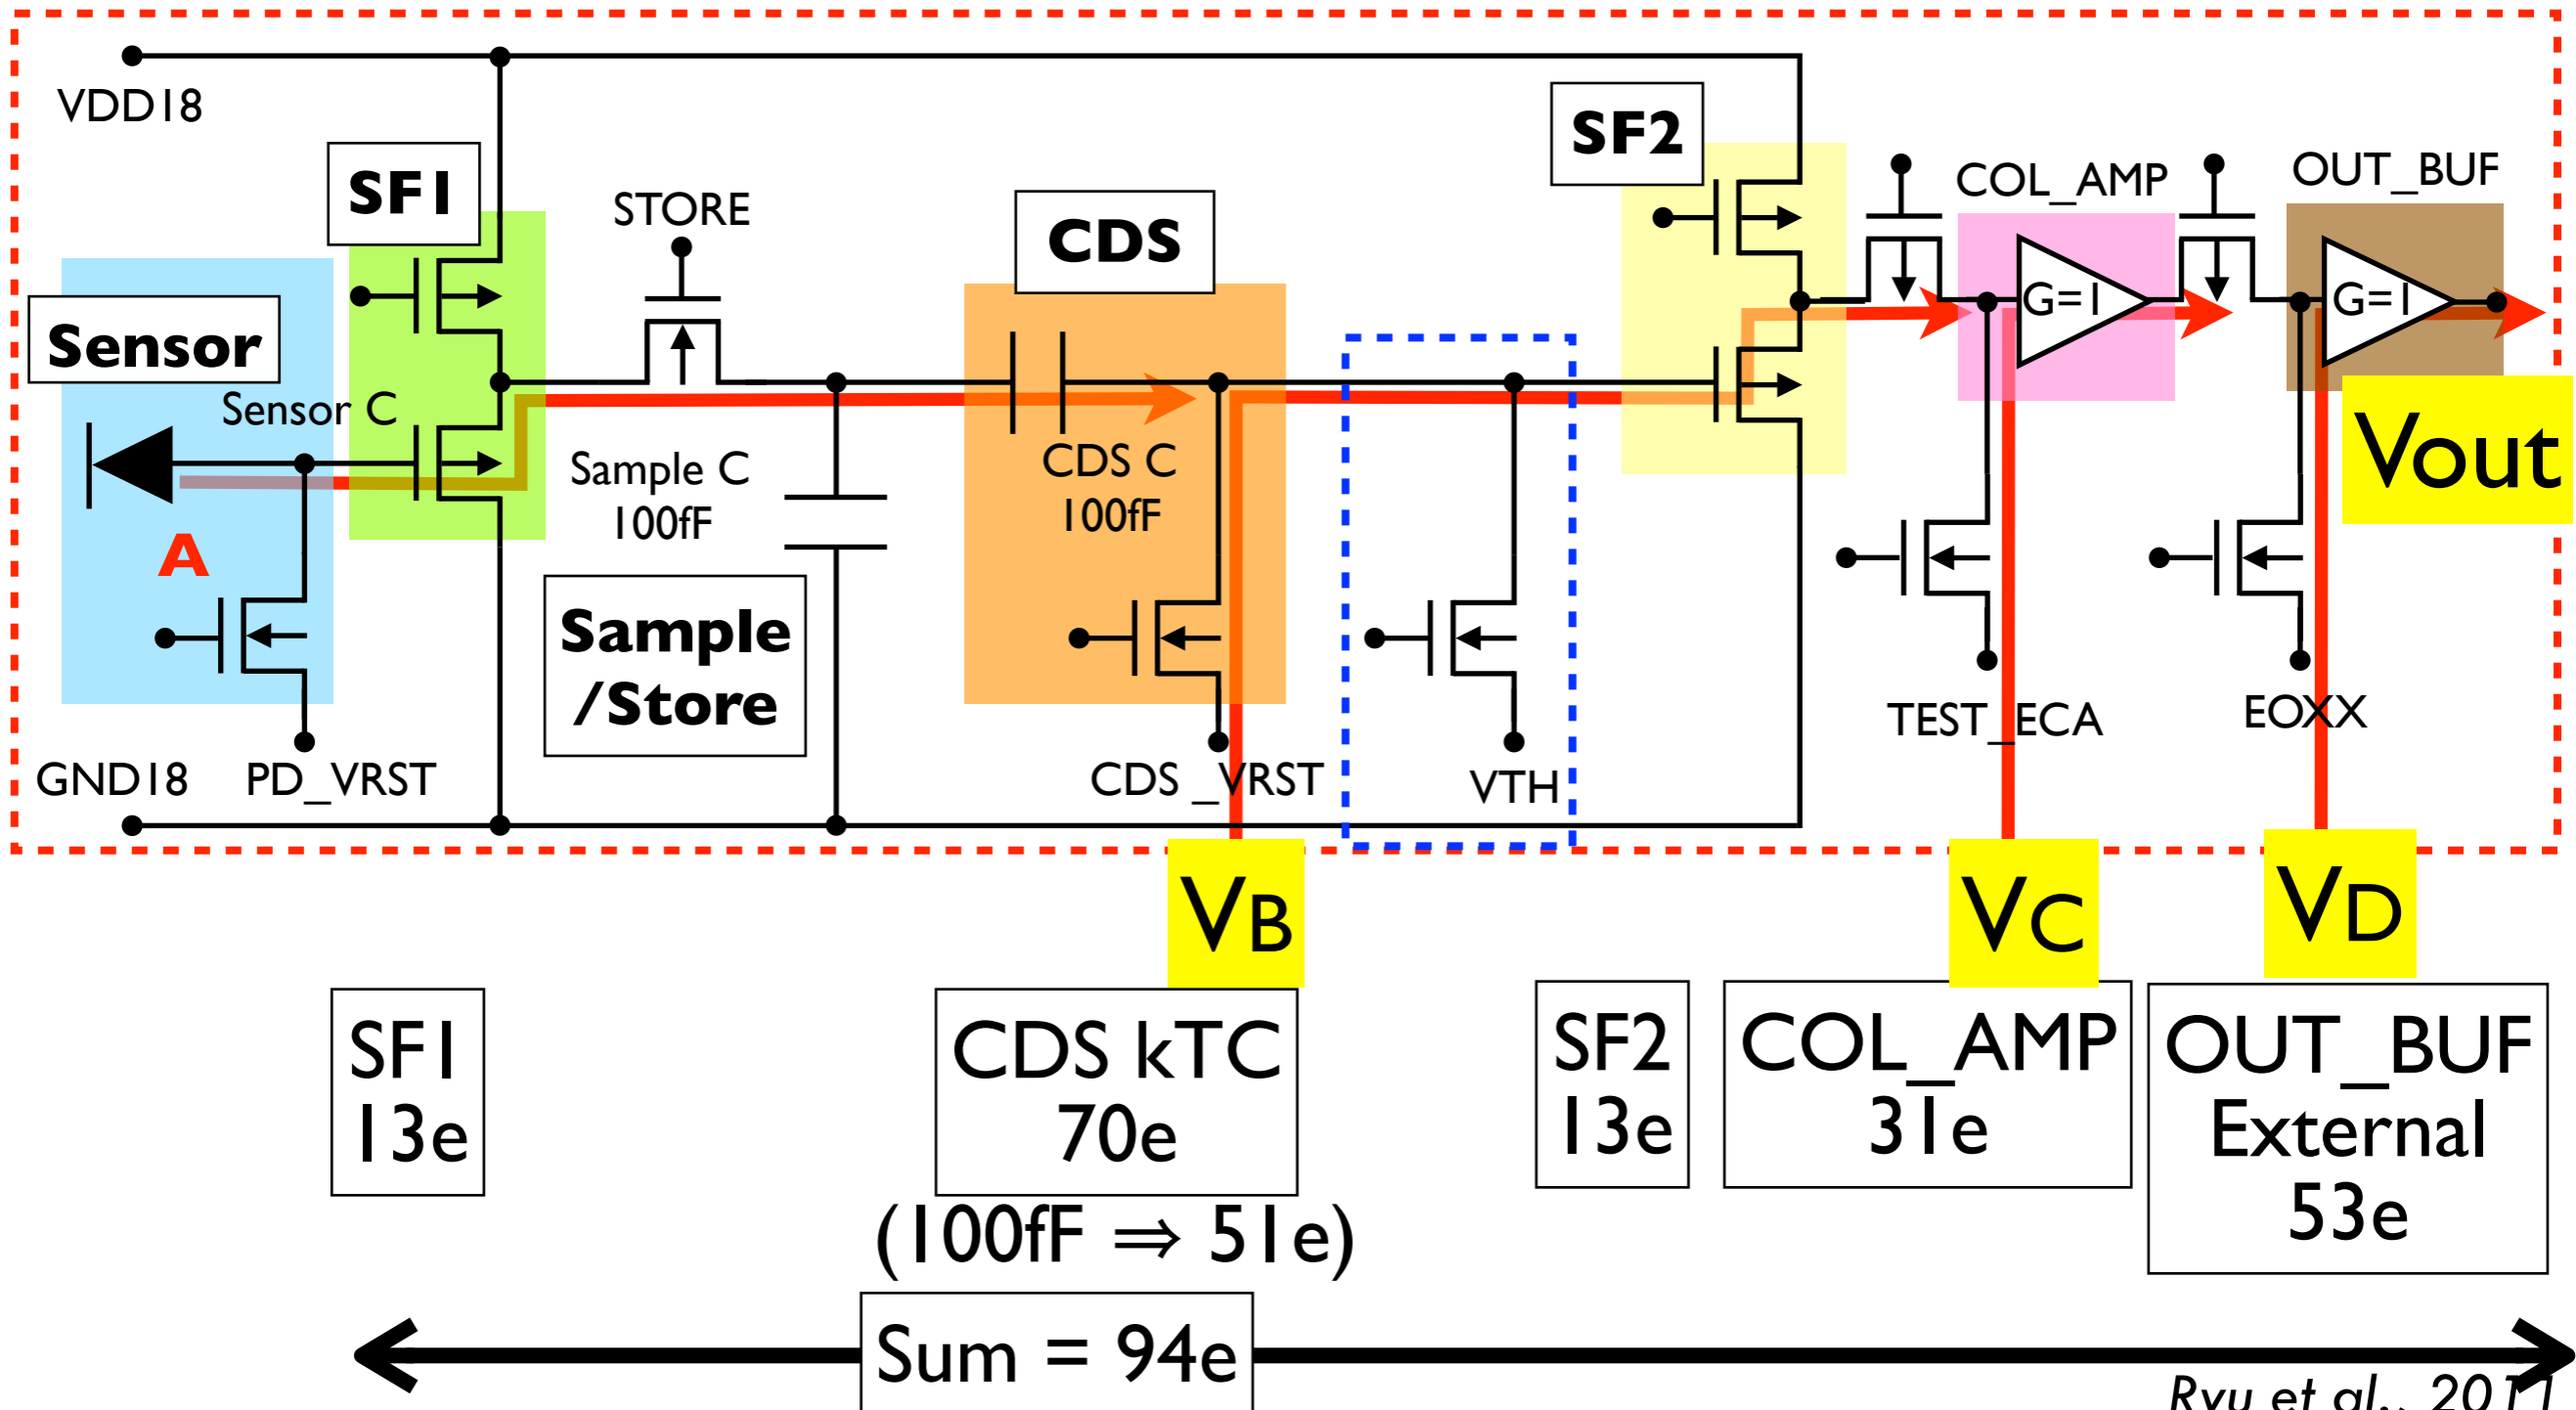 VDD18
SF1
STORE
CDS
SF2
COL_AMP
OUT_BUF
G=1
G=1
Sensor
Sensor C
A
Sample C
100fF
CDS C
100fF
Vout
Sample
/Store
TEST_ECA
EOXX
GND18
PD_VRST
CDS _VRST
VTH
VB
VC
VD
SF1
13e
CDS kTC
70e
(100fF ⇒ 51e)
SF2
13e
COL_AMP
31e
OUT_BUF
External
53e
Sum = 94e
Ryu et al., 2011